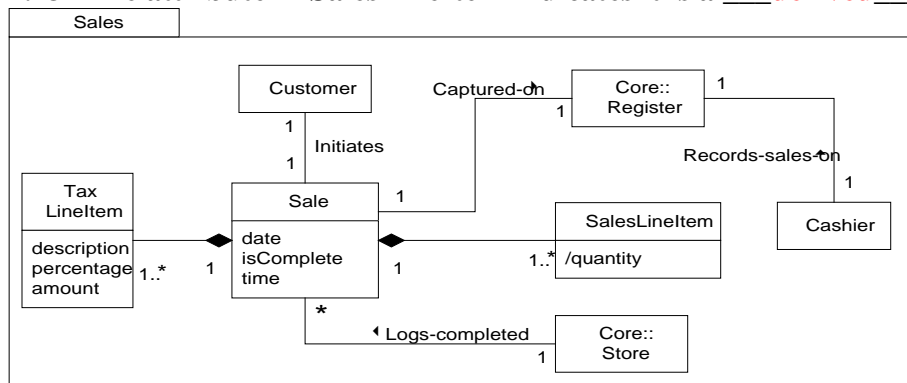 Sales
Customer
Captured-on
1
Core::
Register
1
1
1
Initiates
Records-sales-on
1
1
1
Tax
LineItem
description
percentage
amount
1..*
1
Sale
date
isComplete
time
1
1..*
SalesLineItem
/quantity
Cashier
*
Logs-completed
1
Core::
Store